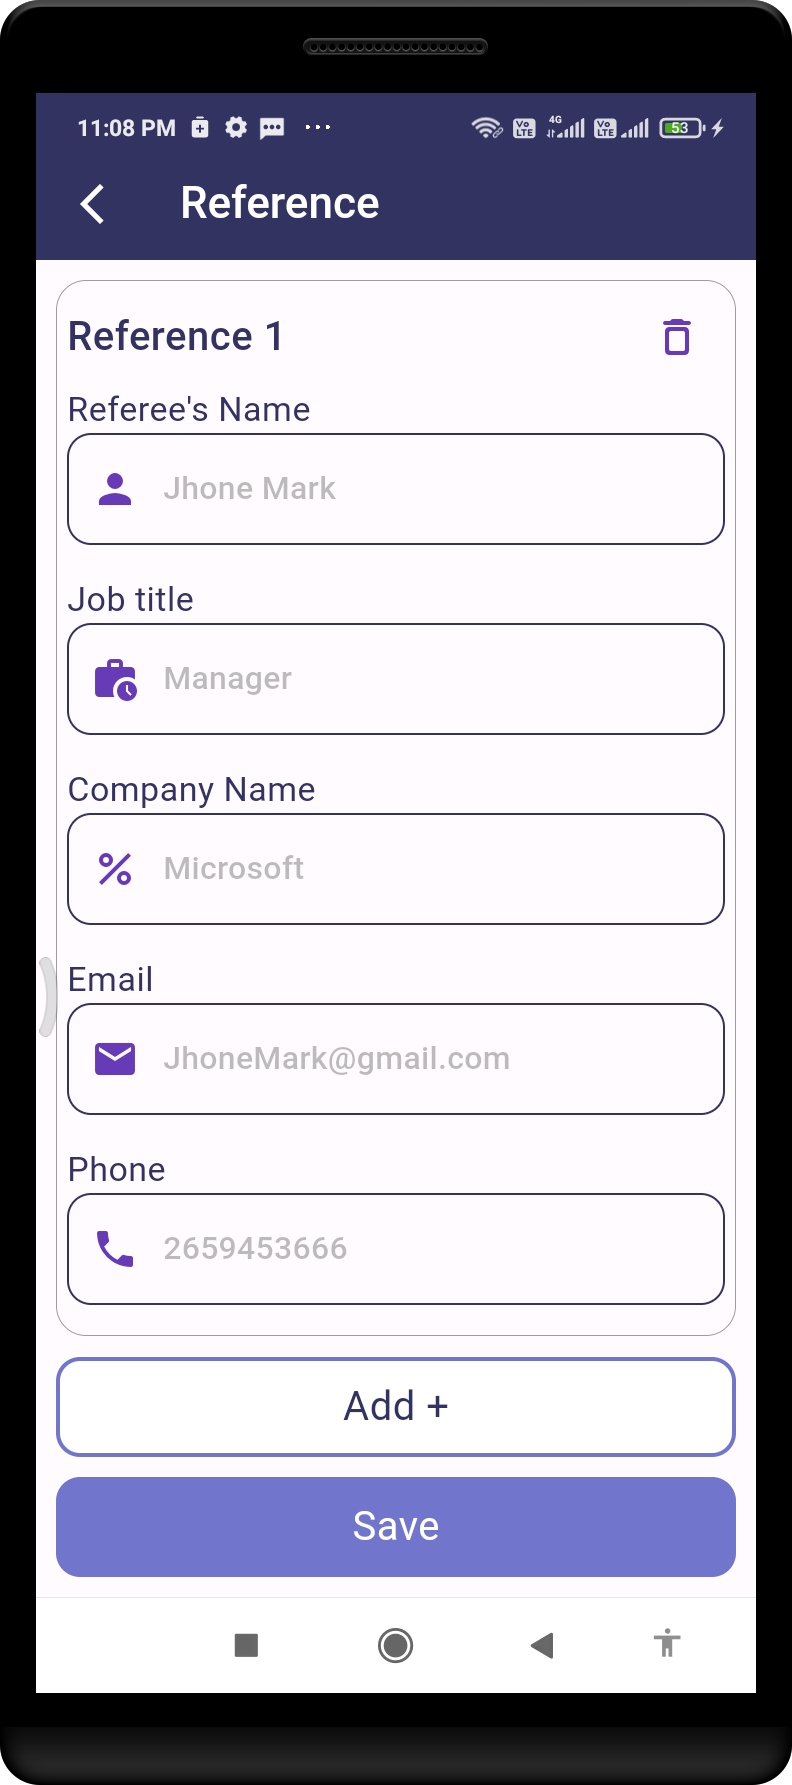 11:08 PM ... Vo LTE 4G Vo LTE 53
Reference
Reference 1
Referee's Name
Jhone Mark
Job title
Manager
Company Name
Microsoft
Email
JhoneMark@gmail.com
Phone
2659453666
Add +
Save